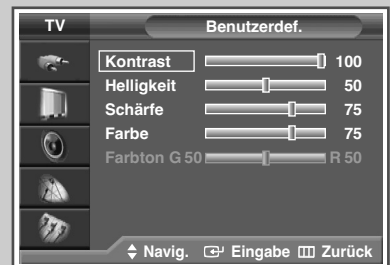 TV Benutzerdef.
Kontrast 100
Helligkeit 50
Schärfe 75
Farbe 75
Farbton G 50 R 50
Navig. Eingabe Zurück